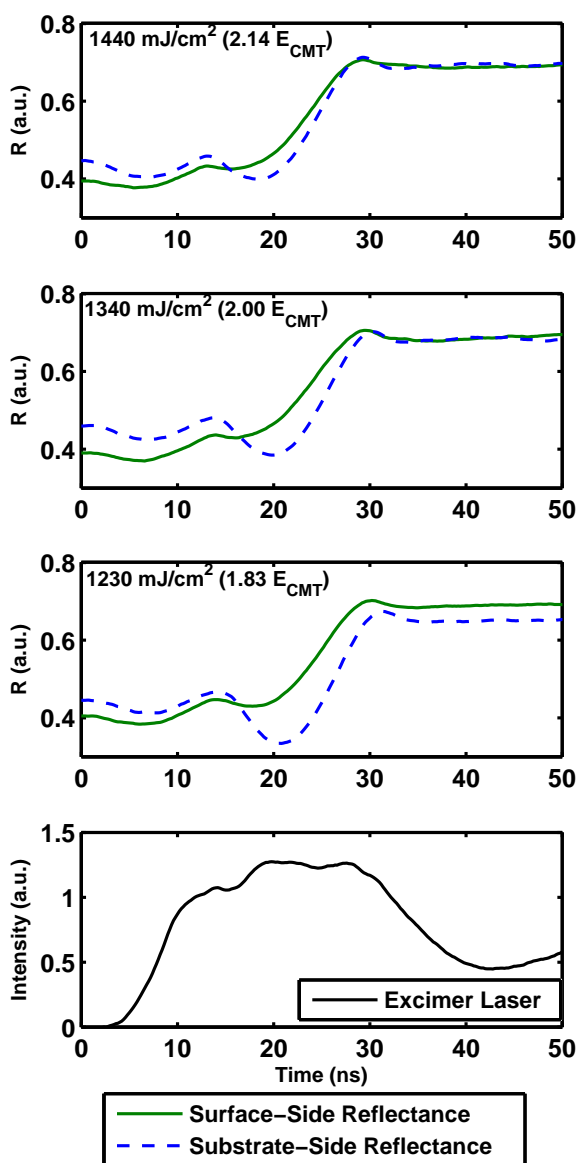 0.8
1440 mJ/cm² (2.14 E_CMT)
0.6
R (a.u.)
0.4
0 10 20 30 40 50
1340 mJ/cm² (2.00 E_CMT)
0.8
0.6
R (a.u.)
0.4
0 10 20 30 40 50
0.8
1230 mJ/cm² (1.83 E_CMT)
0.6
R (a.u.)
0.4
0 10 20 30 40 50
1.5
1
Intensity (a.u.)
0.5
Excimer Laser
0
0 10 20 30 40 50
Time (ns)
Surface−Side Reflectance
Substrate−Side Reflectance